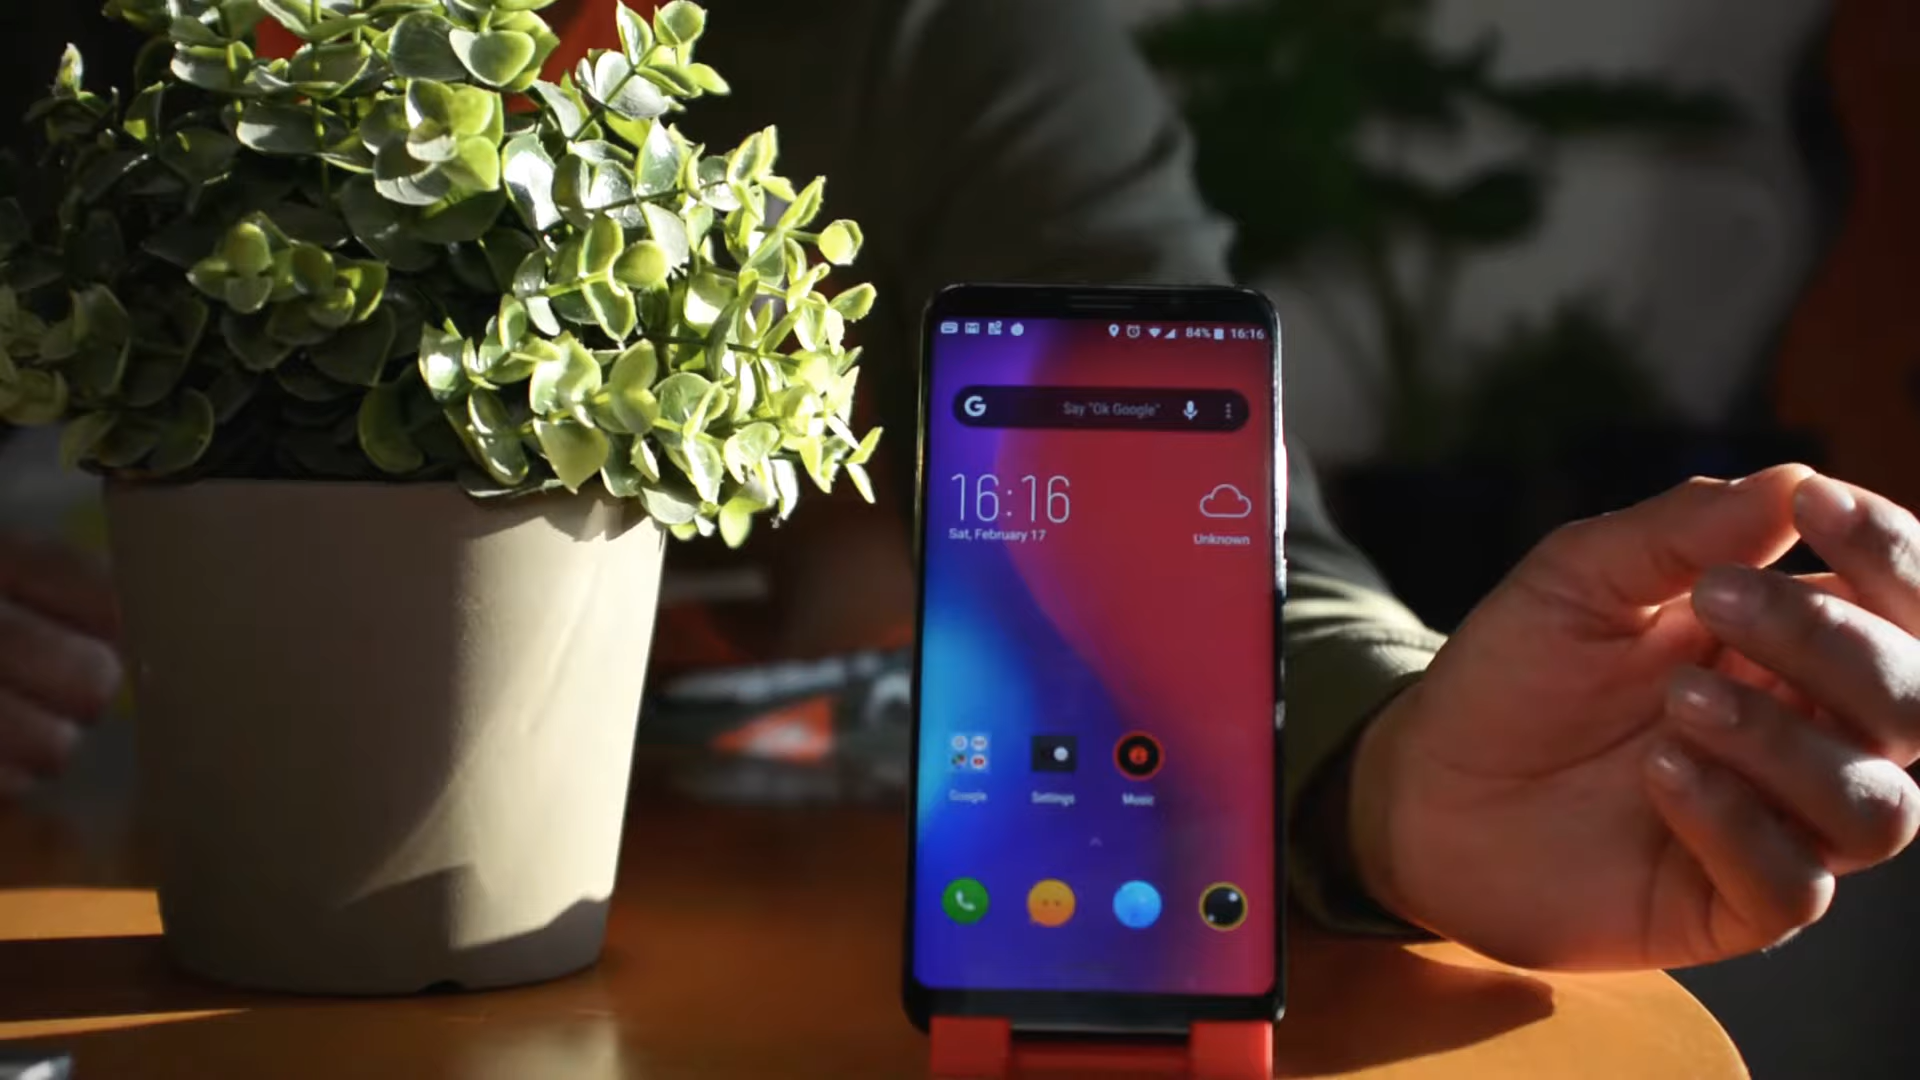 84% 16:16
G Say "Ok Google"
16:16
Sat, February 17
Unknown
Google Settings Music